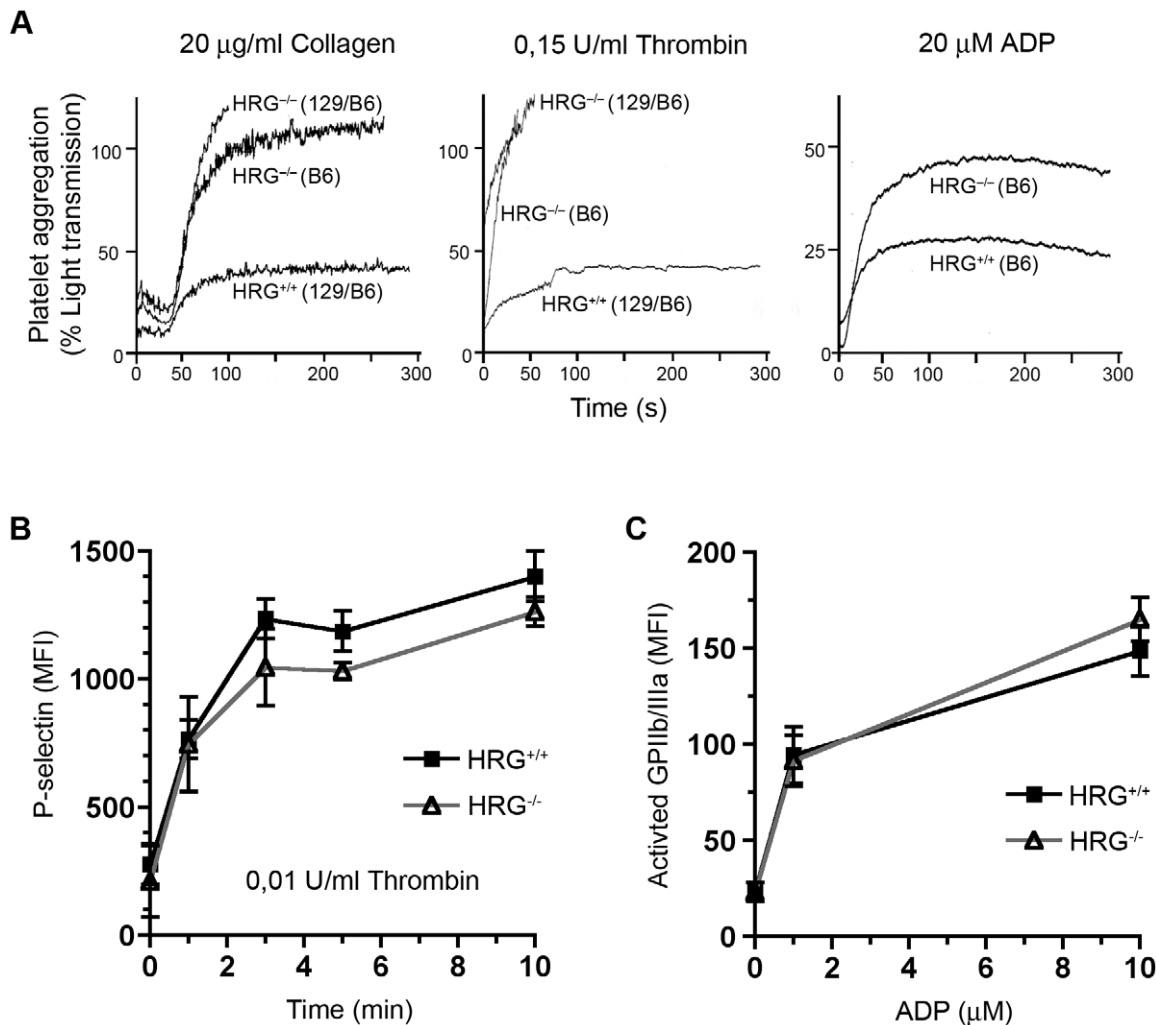 A
20 μg/ml Collagen
0,15 U/ml Thrombin
20 μM ADP
Platelet aggregation
(% Light transmission)
100
50
0
HRG–/– (129/B6)
HRG–/– (B6)
HRG+/+ (129/B6)
0 50 100 200 300
100
50
0
HRG–/– (129/B6)
HRG–/– (B6)
HRG+/+ (129/B6)
0 50 100 200 300
50
25
0
HRG–/– (B6)
HRG+/+ (B6)
0 50 100 200 300
Time (s)
B
P-selectin (MFI)
1500
1000
500
0
HRG+/+
HRG-/-
0,01 U/ml Thrombin
0 2 4 6 8 10
Time (min)
C
Activted GPIIb/IIIa (MFI)
200
150
100
50
0
HRG+/+
HRG-/-
0 2 4 6 8 10
ADP (μM)